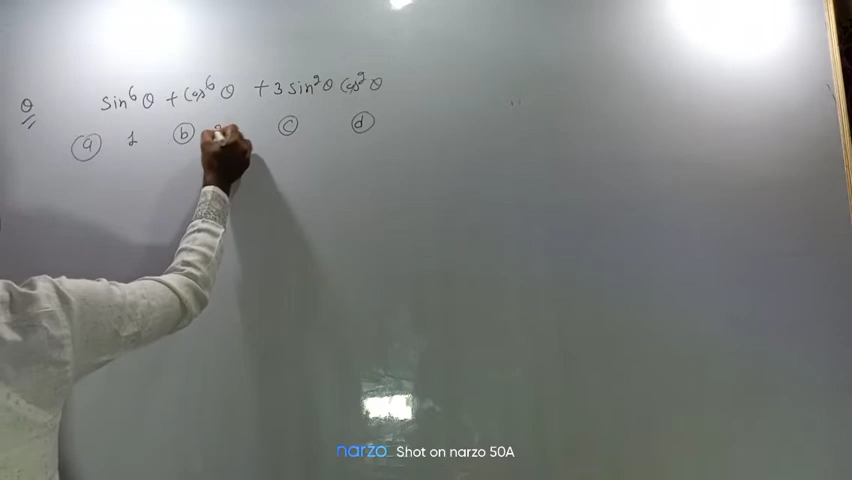 Q sin⁶θ + cos⁶θ + 3 sin²θ cos²θ
ⓐ 1 ⓑ ⓒ ⓓ
narzo Shot on narzo 50A